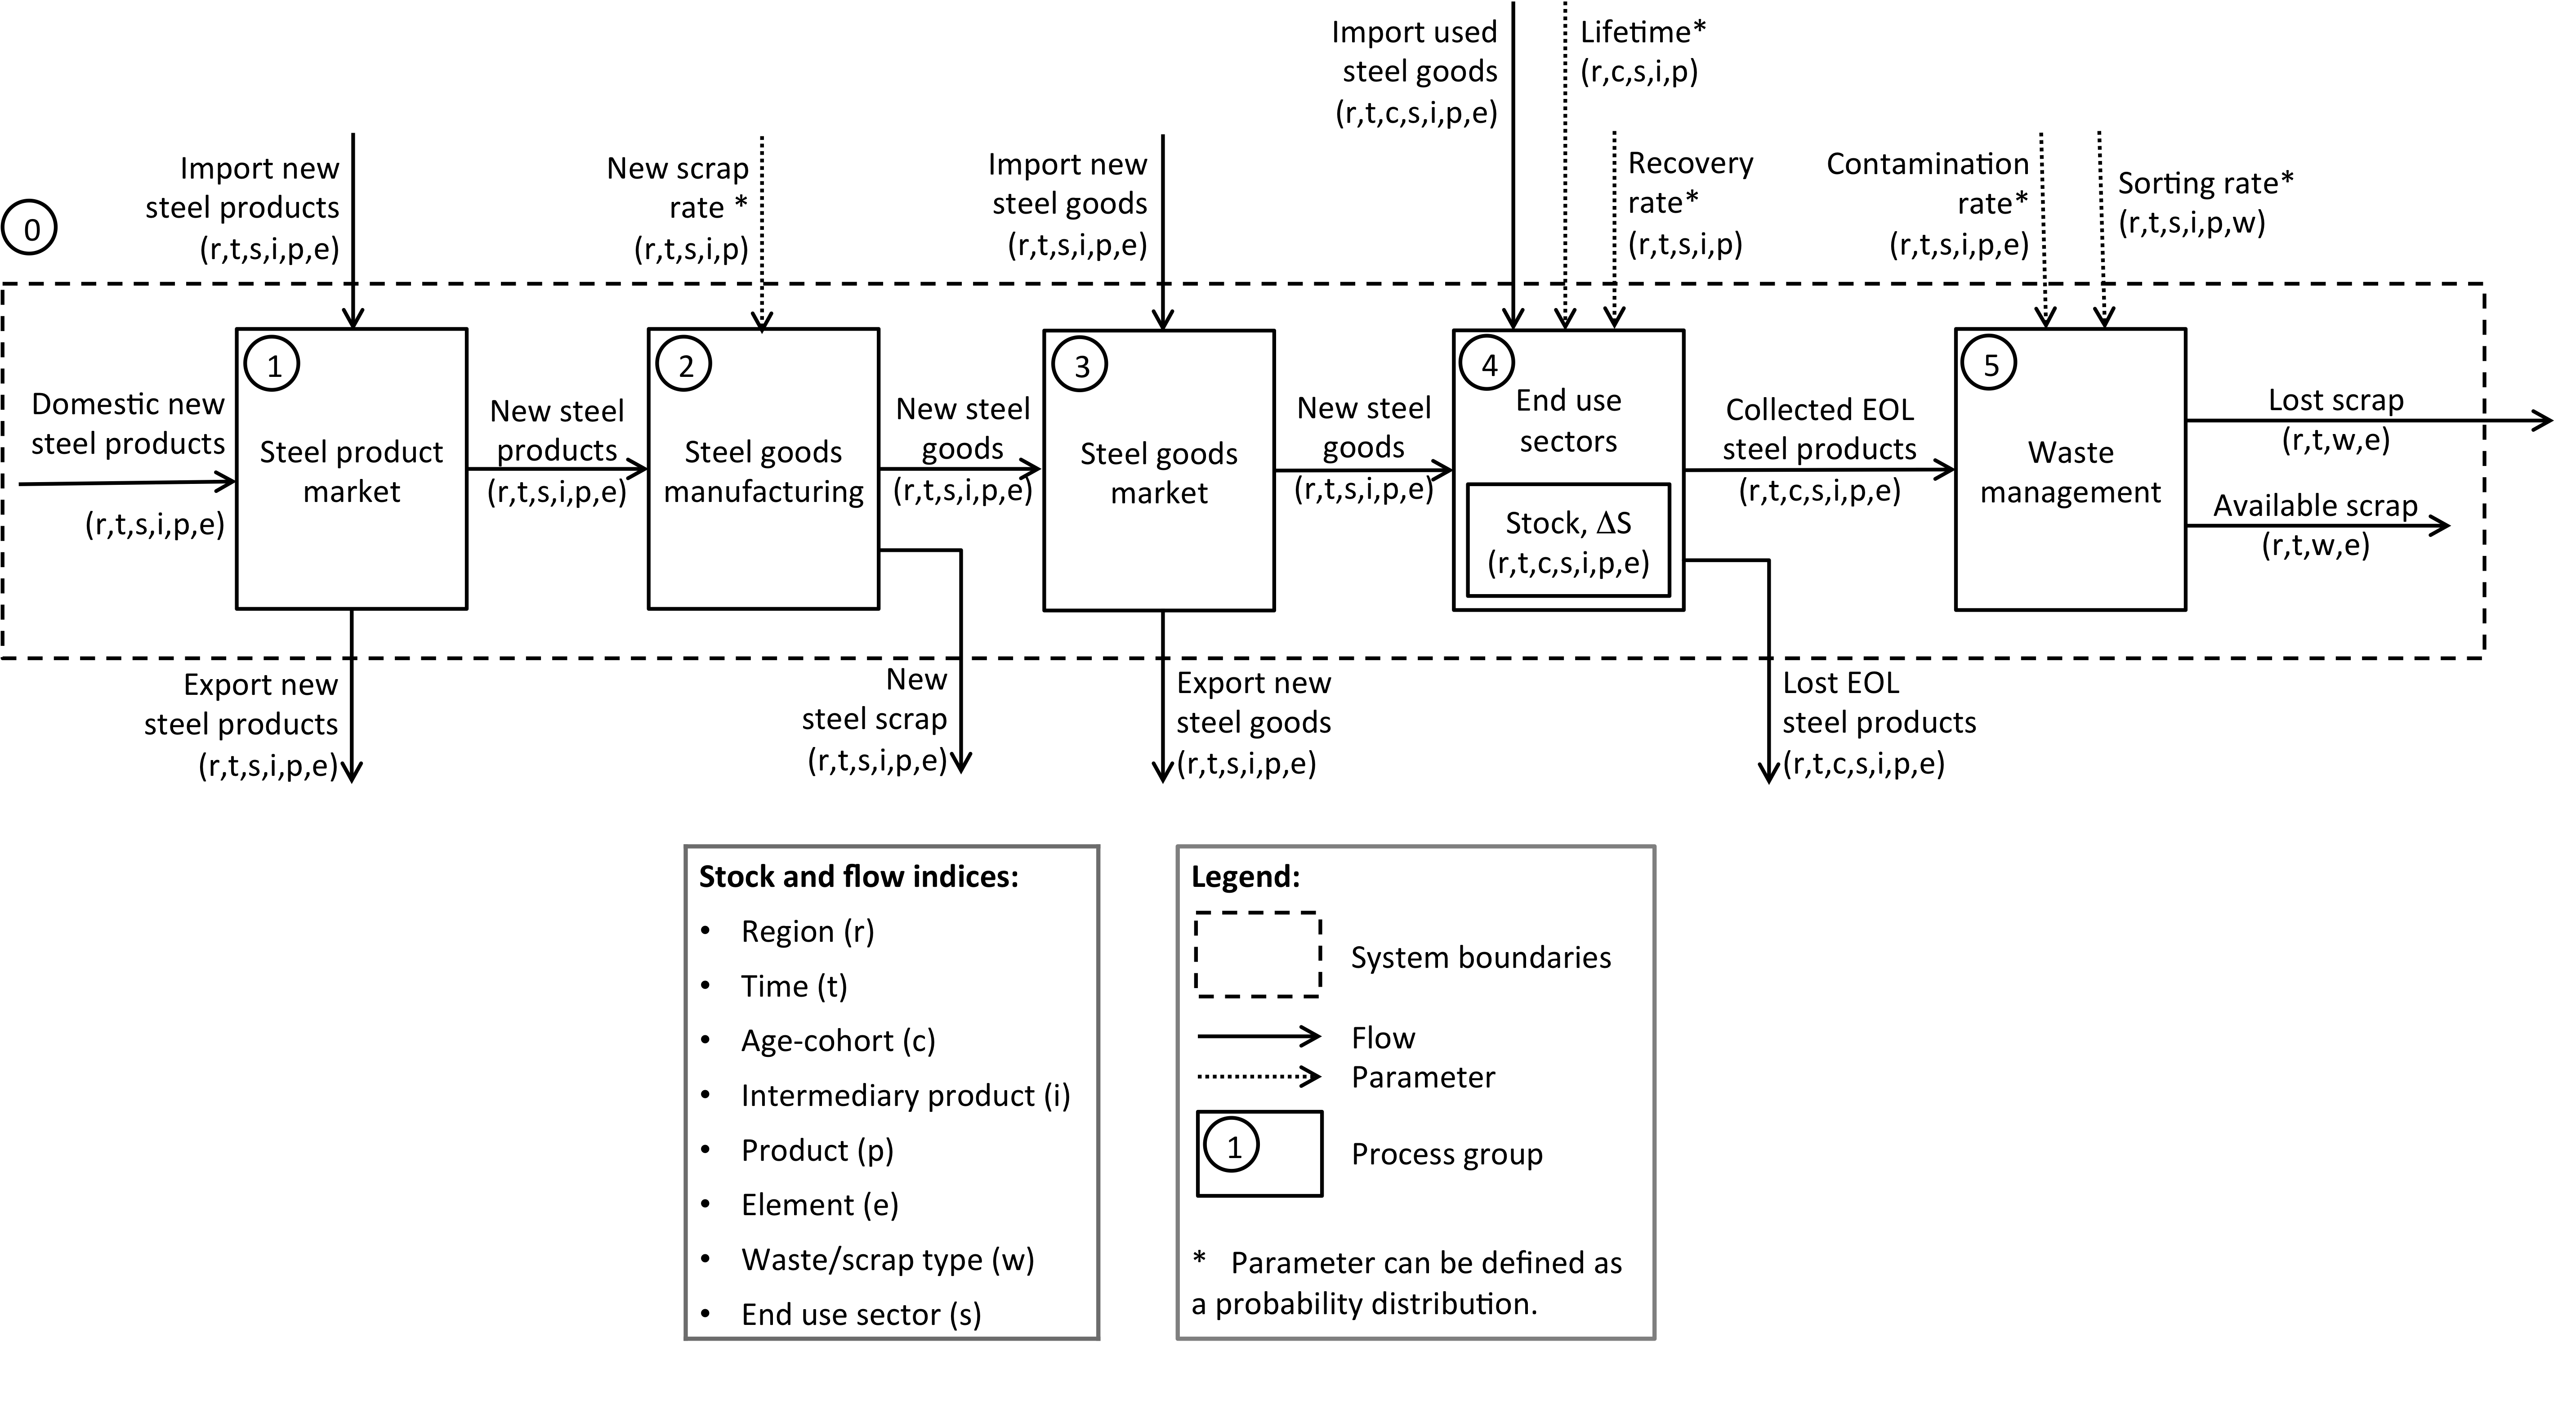 Import used
steel goods
(r,t,c,s,i,p,e)
Lifetime*
(r,c,s,i,p)
Import new
steel products
(r,t,s,i,p,e)
New scrap
rate *
(r,t,s,i,p)
Import new
steel goods
(r,t,s,i,p,e)
Recovery
rate*
(r,t,s,i,p)
Contamination
rate*
(r,t,s,i,p,e)
Sorting rate*
(r,t,s,i,p,w)
0
Domestic new
steel products
(r,t,s,i,p,e)
1
Steel product
market
New steel
products
(r,t,s,i,p,e)
2
Steel goods
manufacturing
New steel
goods
(r,t,s,i,p,e)
3
Steel goods
market
New steel
goods
(r,t,s,i,p,e)
4
End use
sectors
Stock, ΔS
(r,t,c,s,i,p,e)
Collected EOL
steel products
(r,t,c,s,i,p,e)
5
Waste
management
Lost scrap
(r,t,w,e)
Available scrap
(r,t,w,e)
Export new
steel products
(r,t,s,i,p,e)
New
steel scrap
(r,t,s,i,p,e)
Export new
steel goods
(r,t,s,i,p,e)
Lost EOL
steel products
(r,t,c,s,i,p,e)
Stock and flow indices:
• Region (r)
• Time (t)
• Age-cohort (c)
• Intermediary product (i)
• Product (p)
• Element (e)
• Waste/scrap type (w)
• End use sector (s)
Legend:
System boundaries
Flow
Parameter
1
Process group
* Parameter can be defined as
a probability distribution.